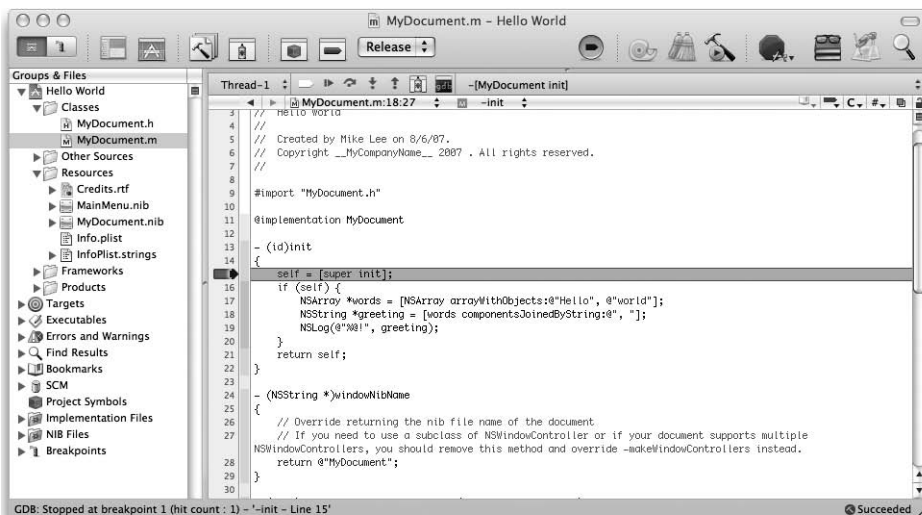 MyDocument.m – Hello World
Release
Groups & Files
Hello World
Classes
MyDocument.h
MyDocument.m
Other Sources
Resources
Credits.rtf
MainMenu.nib
MyDocument.nib
Info.plist
InfoPlist.strings
Frameworks
Products
Targets
Executables
Errors and Warnings
Find Results
Bookmarks
SCM
Project Symbols
Implementation Files
NIB Files
Breakpoints
Thread-1
gdb
-[MyDocument init]
MyDocument.m:18:27
-init
C
#
3 // Hello World
4 //
5 // Created by Mike Lee on 8/6/07.
6 // Copyright __MyCompanyName__ 2007 . All rights reserved.
7 //
8
9 #import "MyDocument.h"
10
11 @implementation MyDocument
12
13 - (id)init
14 {
self = [super init];
16 if (self) {
17 NSArray *words = [NSArray arrayWithObjects:@"Hello", @"world"];
18 NSString *greeting = [words componentsJoinedByString:@", "];
19 NSLog(@"%@!", greeting);
20 }
21 return self;
22 }
23
24 - (NSString *)windowNibName
25 {
26 // Override returning the nib file name of the document
27 // If you need to use a subclass of NSWindowController or if your document supports multiple
NSWindowControllers, you should remove this method and override -makeWindowControllers instead.
28 return @"MyDocument";
29 }
30
GDB: Stopped at breakpoint 1 (hit count : 1) – '-init – Line 15'
Succeeded